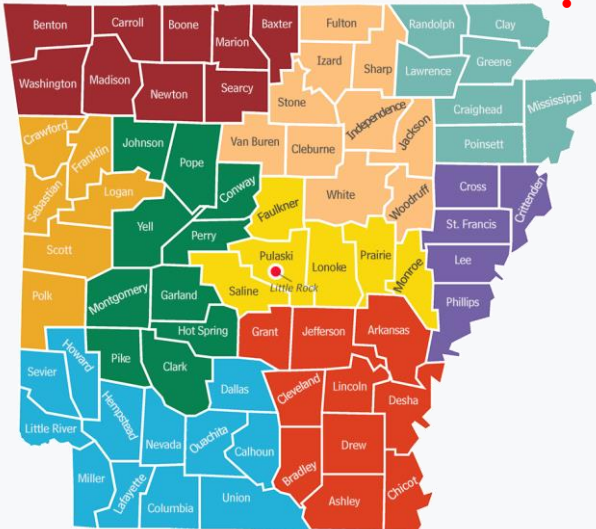 Benton
Carroll
Boone
Marion
Baxter
Fulton
Randolph
Clay
Izard
Sharp
Lawrence
Greene
Washington
Madison
Newton
Searcy
Stone
Independence
Jackson
Craighead
Mississippi
Crawford
Franklin
Johnson
Pope
Van Buren
Cleburne
Poinsett
Sebastian
Logan
Conway
Faulkner
White
Woodruff
Cross
Crittenden
Yell
Perry
St. Francis
Scott
Pulaski
Little Rock
Lonoke
Prairie
Monroe
Lee
Polk
Montgomery
Garland
Saline
Phillips
Hot Spring
Grant
Jefferson
Arkansas
Howard
Pike
Clark
Sevier
Hempstead
Dallas
Cleveland
Lincoln
Desha
Little River
Nevada
Ouachita
Calhoun
Drew
Miller
Lafayette
Columbia
Union
Bradley
Ashley
Chicot